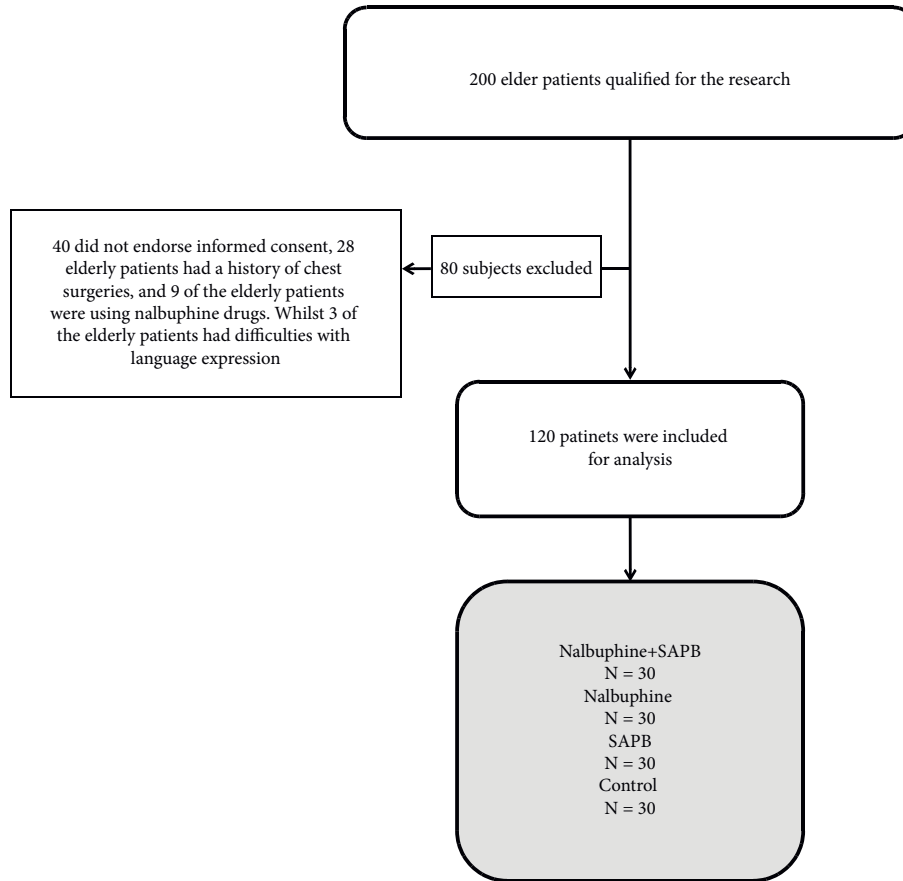 200 elder patients qualified for the research
80 subjects excluded
40 did not endorse informed consent, 28
elderly patients had a history of chest
surgeries, and 9 of the elderly patients
were using nalbuphine drugs. Whilst 3 of
the elderly patients had difficulties with
language expression
120 patinets were included
for analysis
Nalbuphine+SAPB
N = 30
Nalbuphine
N = 30
SAPB
N = 30
Control
N = 30